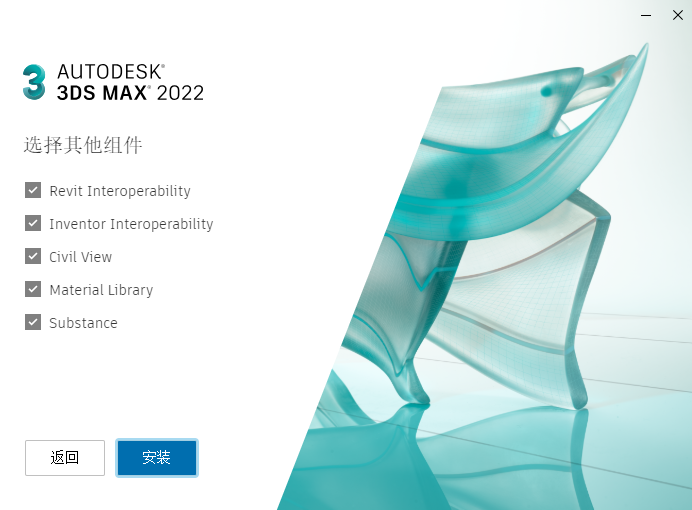 AUTODESK®
3DS MAX® 2022
选择其他组件
Revit Interoperability
Inventor Interoperability
Civil View
Material Library
Substance
返回
安装